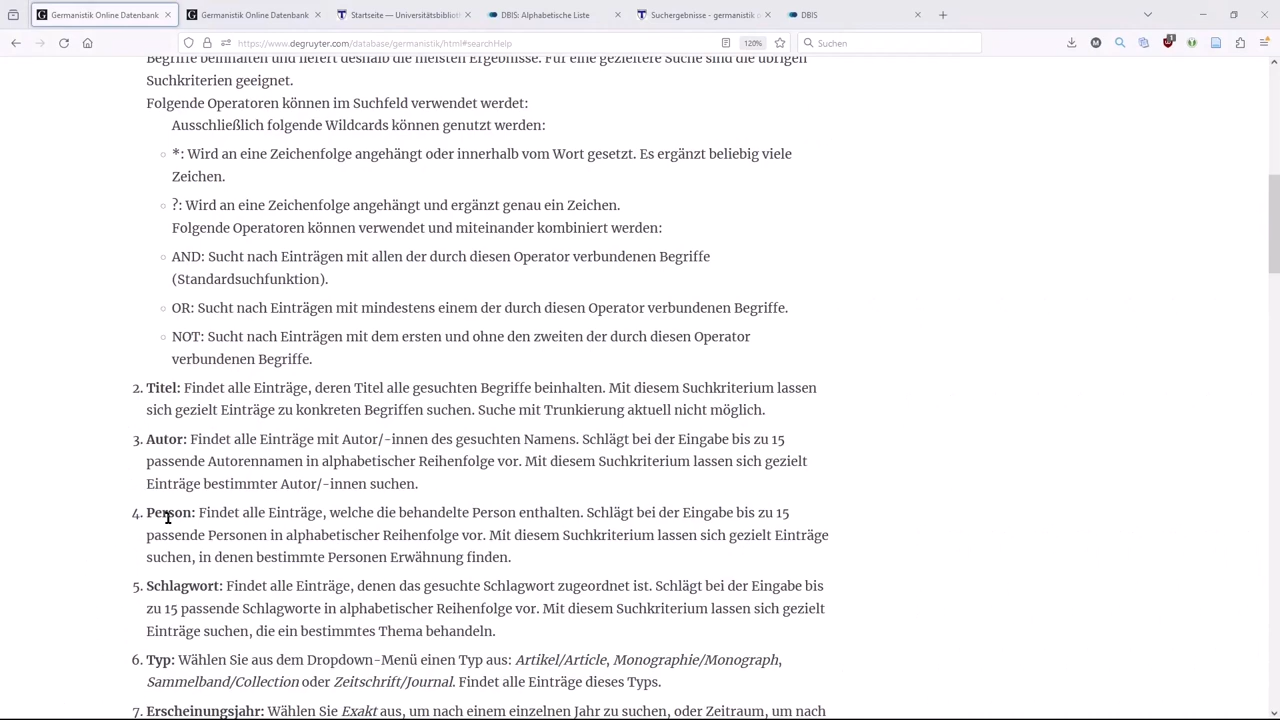 Germanistik Online Datenbank
Germanistik Online Datenbank
Startseite — Universitätsbiblioth
DBIS: Alphabetische Liste
Suchergebnisse - germanistik o
DBIS
https://www.degruyter.com/database/germanistik/html#searchHelp
120%
Suchen
Begriffe beinhalten und liefert deshalb die meisten Ergebnisse. Für eine gezieltere Suche sind die übrigen
Suchkriterien geeignet.
Folgende Operatoren können im Suchfeld verwendet werdet:
Ausschließlich folgende Wildcards können genutzt werden:
*: Wird an eine Zeichenfolge angehängt oder innerhalb vom Wort gesetzt. Es ergänzt beliebig viele
Zeichen.
?: Wird an eine Zeichenfolge angehängt und ergänzt genau ein Zeichen.
Folgende Operatoren können verwendet und miteinander kombiniert werden:
AND: Sucht nach Einträgen mit allen der durch diesen Operator verbundenen Begriffe
(Standardsuchfunktion).
OR: Sucht nach Einträgen mit mindestens einem der durch diesen Operator verbundenen Begriffe.
NOT: Sucht nach Einträgen mit dem ersten und ohne den zweiten der durch diesen Operator
verbundenen Begriffe.
2. Titel: Findet alle Einträge, deren Titel alle gesuchten Begriffe beinhalten. Mit diesem Suchkriterium lassen
sich gezielt Einträge zu konkreten Begriffen suchen. Suche mit Trunkierung aktuell nicht möglich.
3. Autor: Findet alle Einträge mit Autor/-innen des gesuchten Namens. Schlägt bei der Eingabe bis zu 15
passende Autorennamen in alphabetischer Reihenfolge vor. Mit diesem Suchkriterium lassen sich gezielt
Einträge bestimmter Autor/-innen suchen.
4. Person: Findet alle Einträge, welche die behandelte Person enthalten. Schlägt bei der Eingabe bis zu 15
passende Personen in alphabetischer Reihenfolge vor. Mit diesem Suchkriterium lassen sich gezielt Einträge
suchen, in denen bestimmte Personen Erwähnung finden.
5. Schlagwort: Findet alle Einträge, denen das gesuchte Schlagwort zugeordnet ist. Schlägt bei der Eingabe bis
zu 15 passende Schlagworte in alphabetischer Reihenfolge vor. Mit diesem Suchkriterium lassen sich gezielt
Einträge suchen, die ein bestimmtes Thema behandeln.
6. Typ: Wählen Sie aus dem Dropdown-Menü einen Typ aus: Artikel/Article, Monographie/Monograph,
Sammelband/Collection oder Zeitschrift/Journal. Findet alle Einträge dieses Typs.
7. Erscheinungsjahr: Wählen Sie Exakt aus, um nach einem einzelnen Jahr zu suchen, oder Zeitraum, um nach